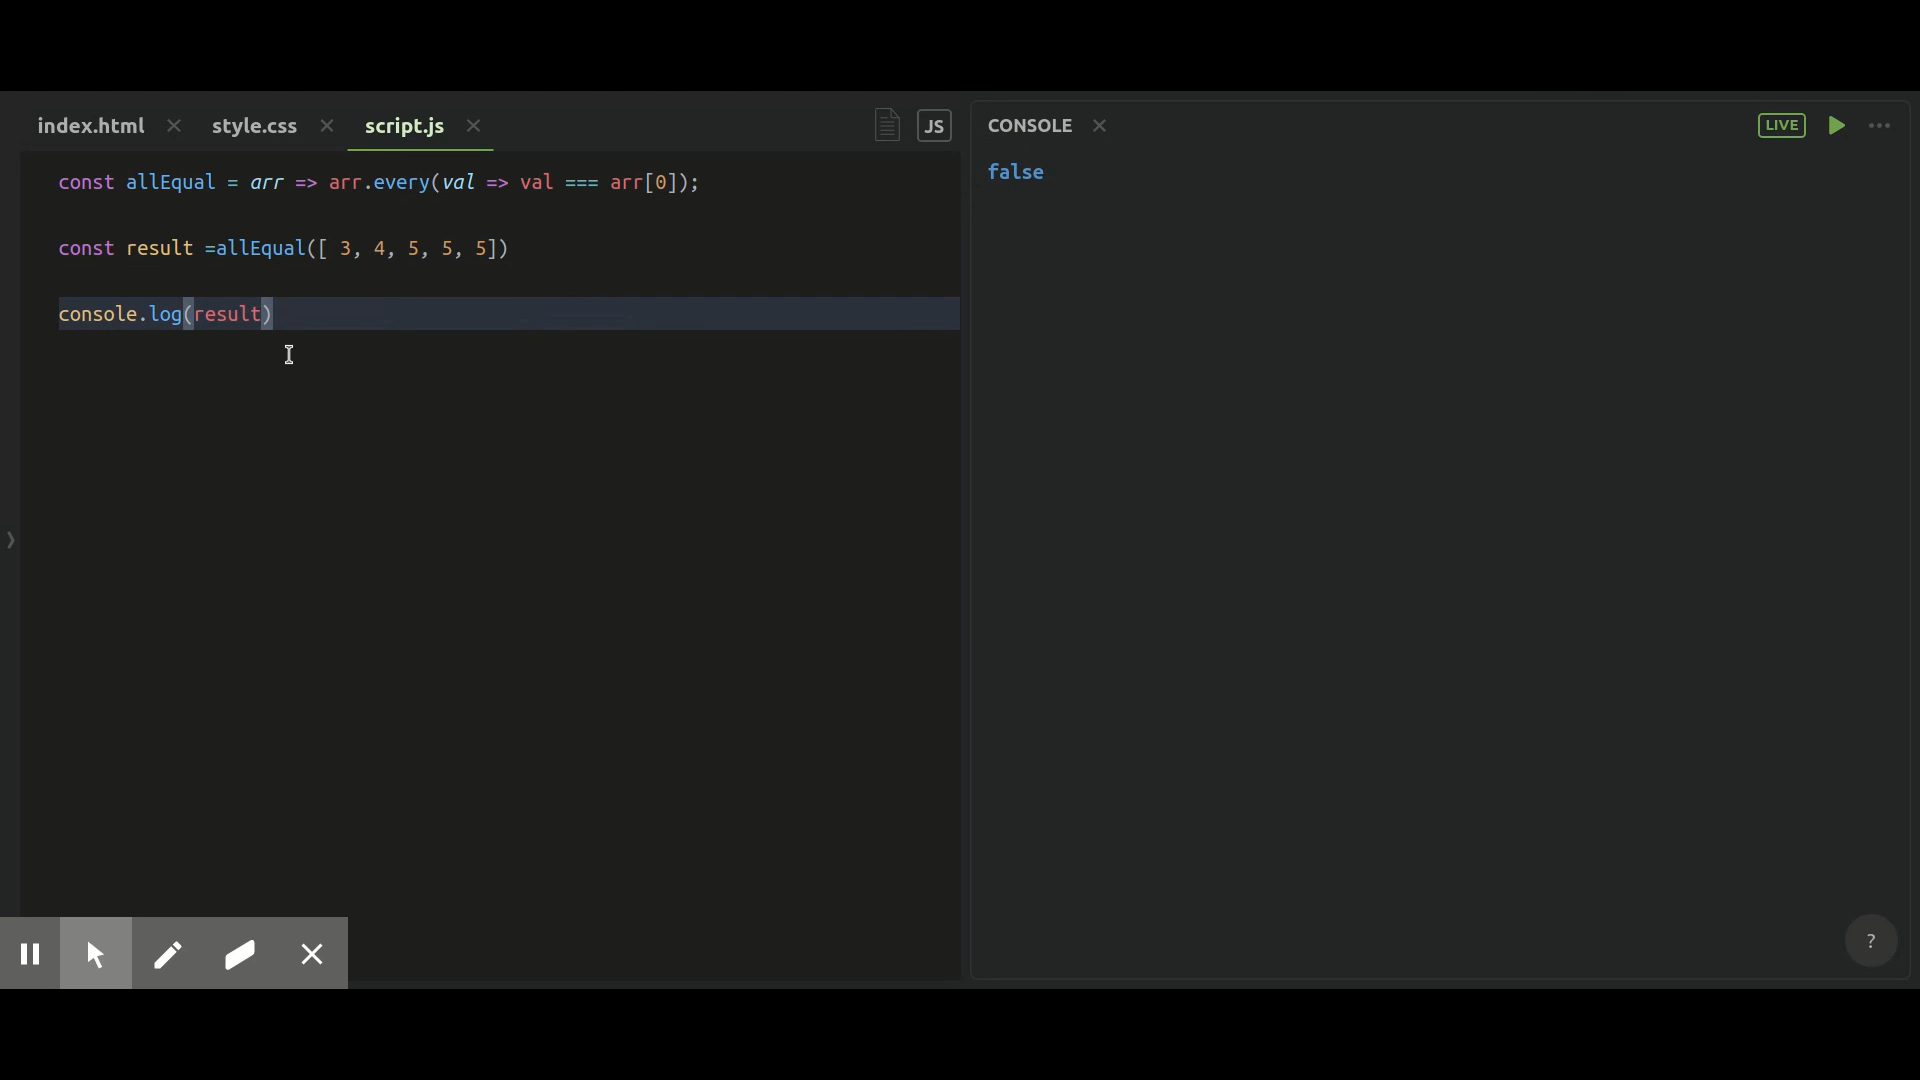 index.html style.css script.js JS
const allEqual = arr => arr.every(val => val === arr[0]);
const result =allEqual([ 3, 4, 5, 5, 5])
console.log(result)
CONSOLE LIVE
false
?